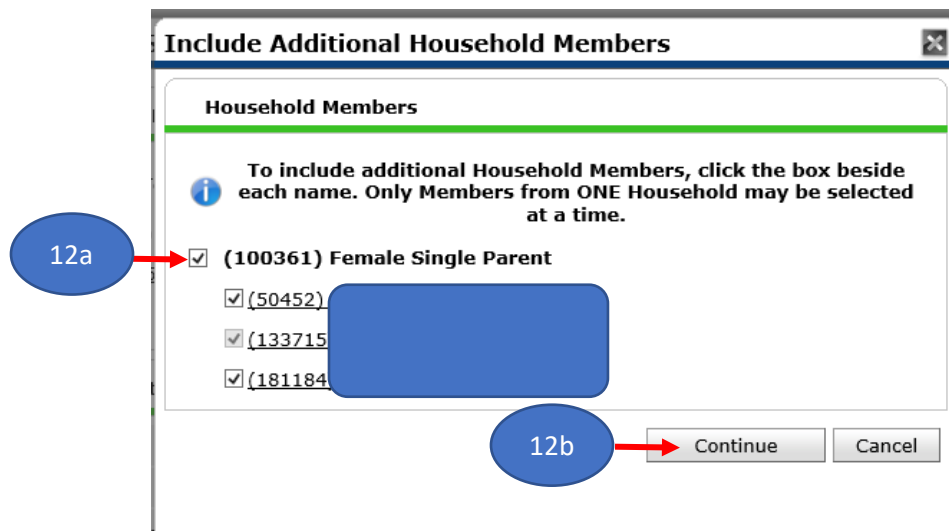 Include Additional Household Members
Household Members
To include additional Household Members, click the box beside
each name. Only Members from ONE Household may be selected
at a time.
12a
(100361) Female Single Parent
(50452)
(133715
(181184
12b
Continue
Cancel